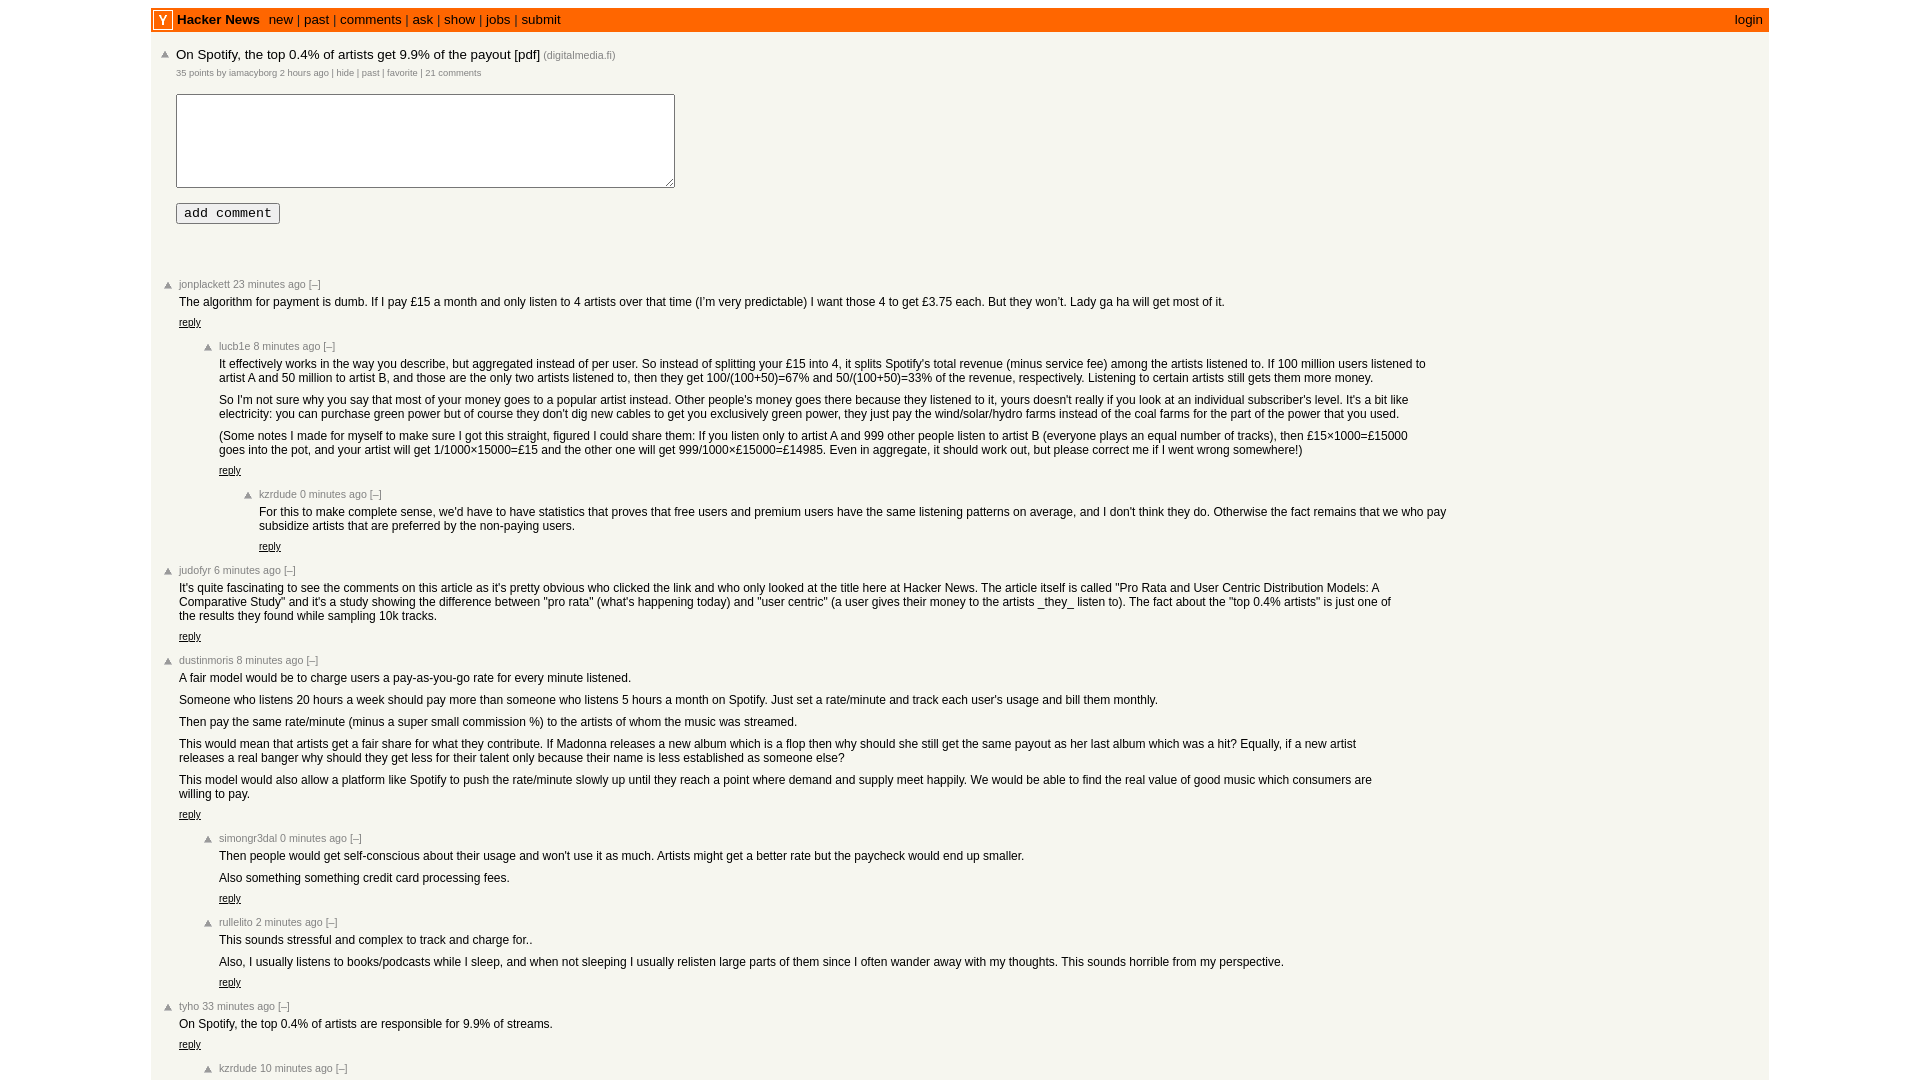 Y Hacker News new | past | comments | ask | show | jobs | submit login
On Spotify, the top 0.4% of artists get 9.9% of the payout [pdf] (digitalmedia.fi)
35 points by iamacyborg 2 hours ago | hide | past | favorite | 21 comments
add comment
jonplackett 23 minutes ago [–]
The algorithm for payment is dumb. If I pay £15 a month and only listen to 4 artists over that time (I’m very predictable) I want those 4 to get £3.75 each. But they won’t. Lady ga ha will get most of it.
reply
lucb1e 8 minutes ago [–]
It effectively works in the way you describe, but aggregated instead of per user. So instead of splitting your £15 into 4, it splits Spotify's total revenue (minus service fee) among the artists listened to. If 100 million users listened to
artist A and 50 million to artist B, and those are the only two artists listened to, then they get 100/(100+50)=67% and 50/(100+50)=33% of the revenue, respectively. Listening to certain artists still gets them more money.
So I'm not sure why you say that most of your money goes to a popular artist instead. Other people's money goes there because they listened to it, yours doesn't really if you look at an individual subscriber's level. It's a bit like
electricity: you can purchase green power but of course they don't dig new cables to get you exclusively green power, they just pay the wind/solar/hydro farms instead of the coal farms for the part of the power that you used.
(Some notes I made for myself to make sure I got this straight, figured I could share them: If you listen only to artist A and 999 other people listen to artist B (everyone plays an equal number of tracks), then £15×1000=£15000
goes into the pot, and your artist will get 1/1000×15000=£15 and the other one will get 999/1000×£15000=£14985. Even in aggregate, it should work out, but please correct me if I went wrong somewhere!)
reply
kzrdude 0 minutes ago [–]
For this to make complete sense, we'd have to have statistics that proves that free users and premium users have the same listening patterns on average, and I don't think they do. Otherwise the fact remains that we who pay
subsidize artists that are preferred by the non-paying users.
reply
judofyr 6 minutes ago [–]
It's quite fascinating to see the comments on this article as it's pretty obvious who clicked the link and who only looked at the title here at Hacker News. The article itself is called "Pro Rata and User Centric Distribution Models: A
Comparative Study" and it's a study showing the difference between "pro rata" (what's happening today) and "user centric" (a user gives their money to the artists _they_ listen to). The fact about the "top 0.4% artists" is just one of
the results they found while sampling 10k tracks.
reply
dustinmoris 8 minutes ago [–]
A fair model would be to charge users a pay-as-you-go rate for every minute listened.
Someone who listens 20 hours a week should pay more than someone who listens 5 hours a month on Spotify. Just set a rate/minute and track each user's usage and bill them monthly.
Then pay the same rate/minute (minus a super small commission %) to the artists of whom the music was streamed.
This would mean that artists get a fair share for what they contribute. If Madonna releases a new album which is a flop then why should she still get the same payout as her last album which was a hit? Equally, if a new artist
releases a real banger why should they get less for their talent only because their name is less established as someone else?
This model would also allow a platform like Spotify to push the rate/minute slowly up until they reach a point where demand and supply meet happily. We would be able to find the real value of good music which consumers are
willing to pay.
reply
simongr3dal 0 minutes ago [–]
Then people would get self-conscious about their usage and won't use it as much. Artists might get a better rate but the paycheck would end up smaller.
Also something something credit card processing fees.
reply
rullelito 2 minutes ago [–]
This sounds stressful and complex to track and charge for..
Also, I usually listens to books/podcasts while I sleep, and when not sleeping I usually relisten large parts of them since I often wander away with my thoughts. This sounds horrible from my perspective.
reply
tyho 33 minutes ago [–]
On Spotify, the top 0.4% of artists are responsible for 9.9% of streams.
reply
kzrdude 10 minutes ago [–]